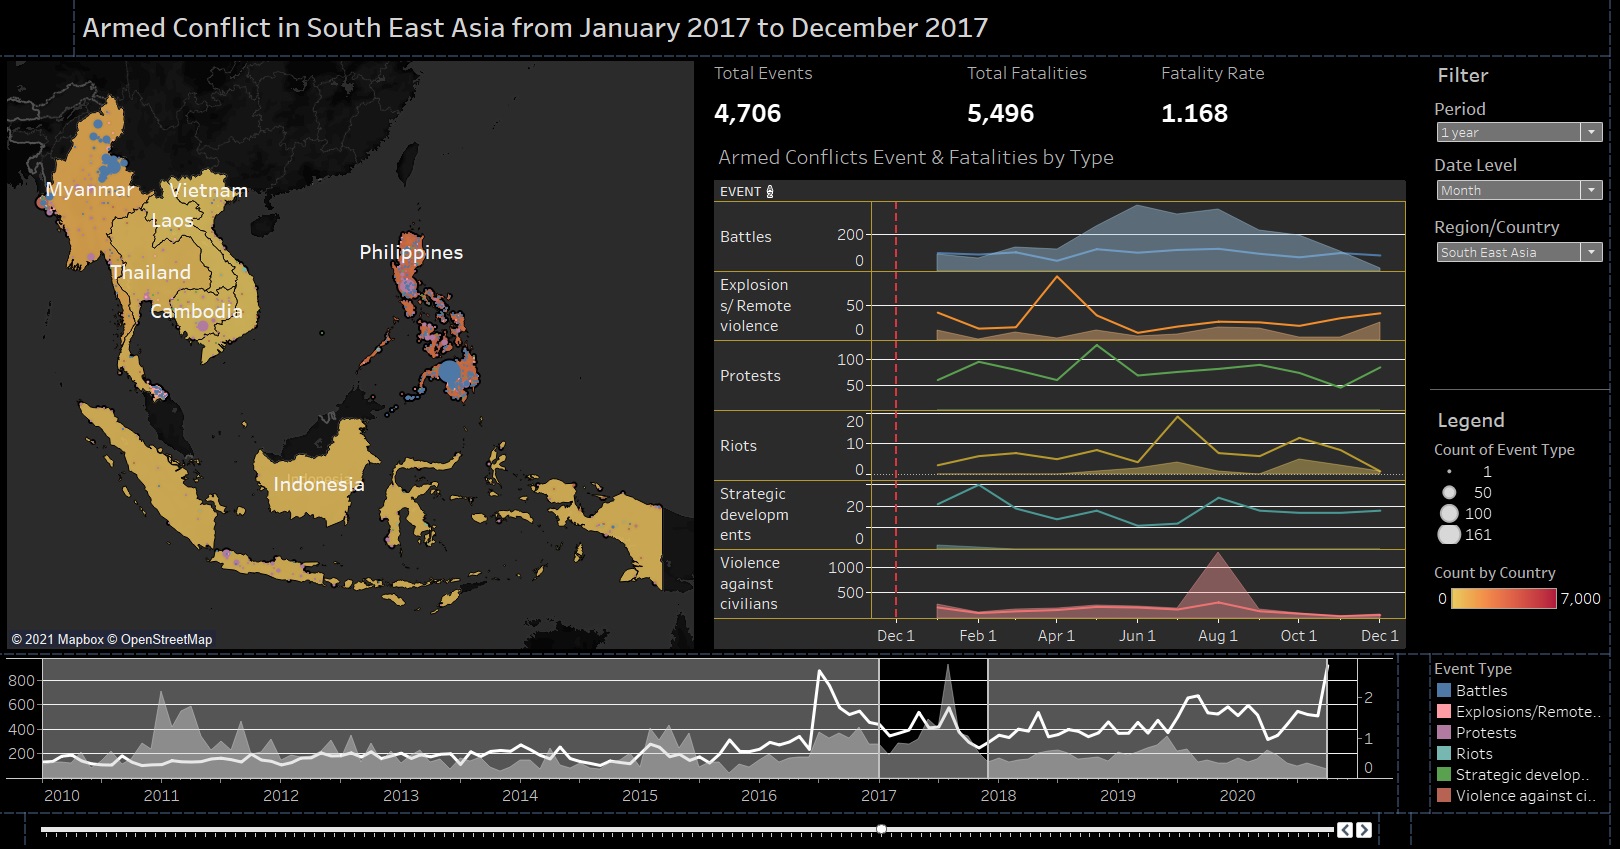 Armed Conflict in South East Asia from January 2017 to December 2017
Myanmar
Vietnam
Laos
Thailand
Cambodia
Philippines
Indonesia
© 2021 Mapbox © OpenStreetMap
Total Events
4,706
Total Fatalities
5,496
Fatality Rate
1.168
Armed Conflicts Event & Fatalities by Type
EVENT
Battles
200
0
Explosion
s/ Remote
violence
50
0
Protests
100
50
Riots
20
10
0
Strategic
developm
ents
20
0
Violence
against
civilians
1000
500
Dec 1
Feb 1
Apr 1
Jun 1
Aug 1
Oct 1
Dec 1
Filter
Period
1 year
Date Level
Month
Region/Country
South East Asia
Legend
Count of Event Type
1
50
100
161
Count by Country
0
7,000
800
600
400
200
2
1
0
2010
2011
2012
2013
2014
2015
2016
2017
2018
2019
2020
Event Type
Battles
Explosions/Remote..
Protests
Riots
Strategic develop..
Violence against ci..